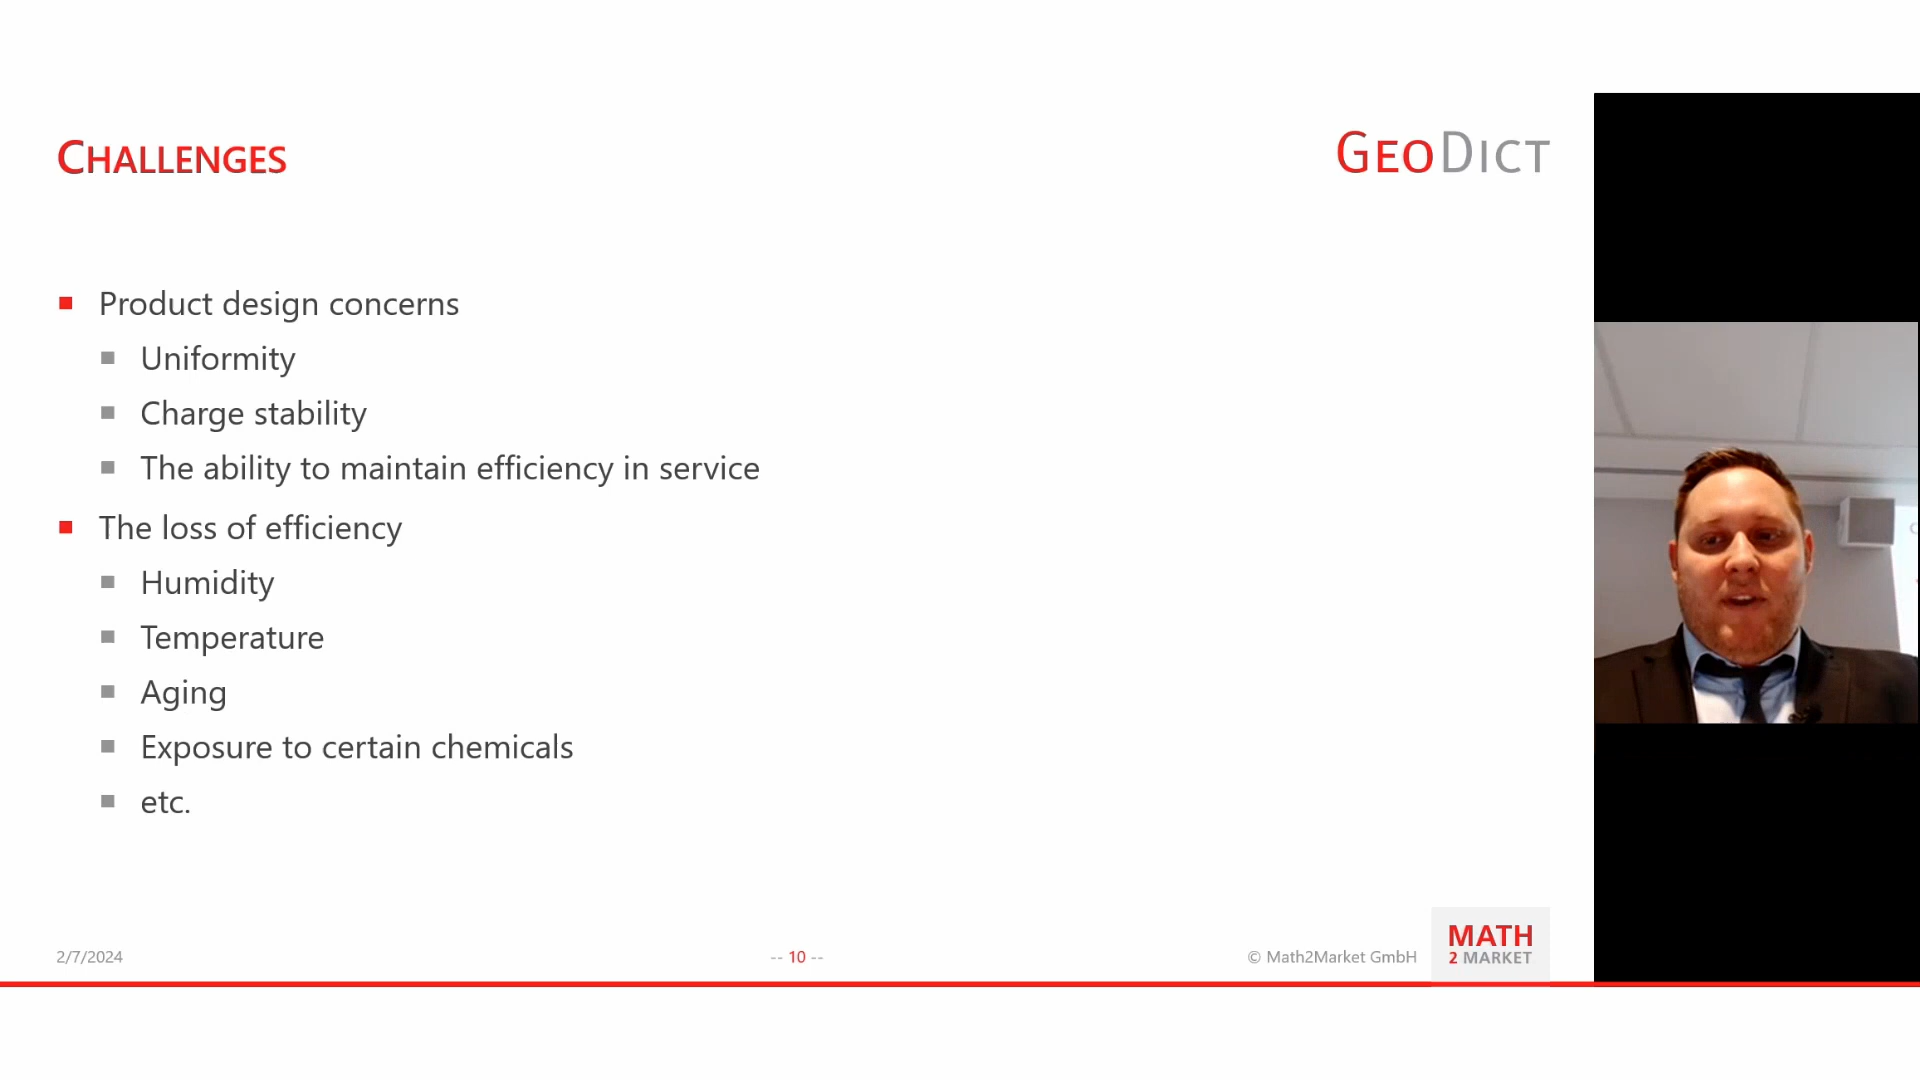 CHALLENGES
GEODICT
Product design concerns
Uniformity
Charge stability
The ability to maintain efficiency in service
The loss of efficiency
Humidity
Temperature
Aging
Exposure to certain chemicals
etc.
2/7/2024
-- 10 --
© Math2Market GmbH
MATH
2 MARKET